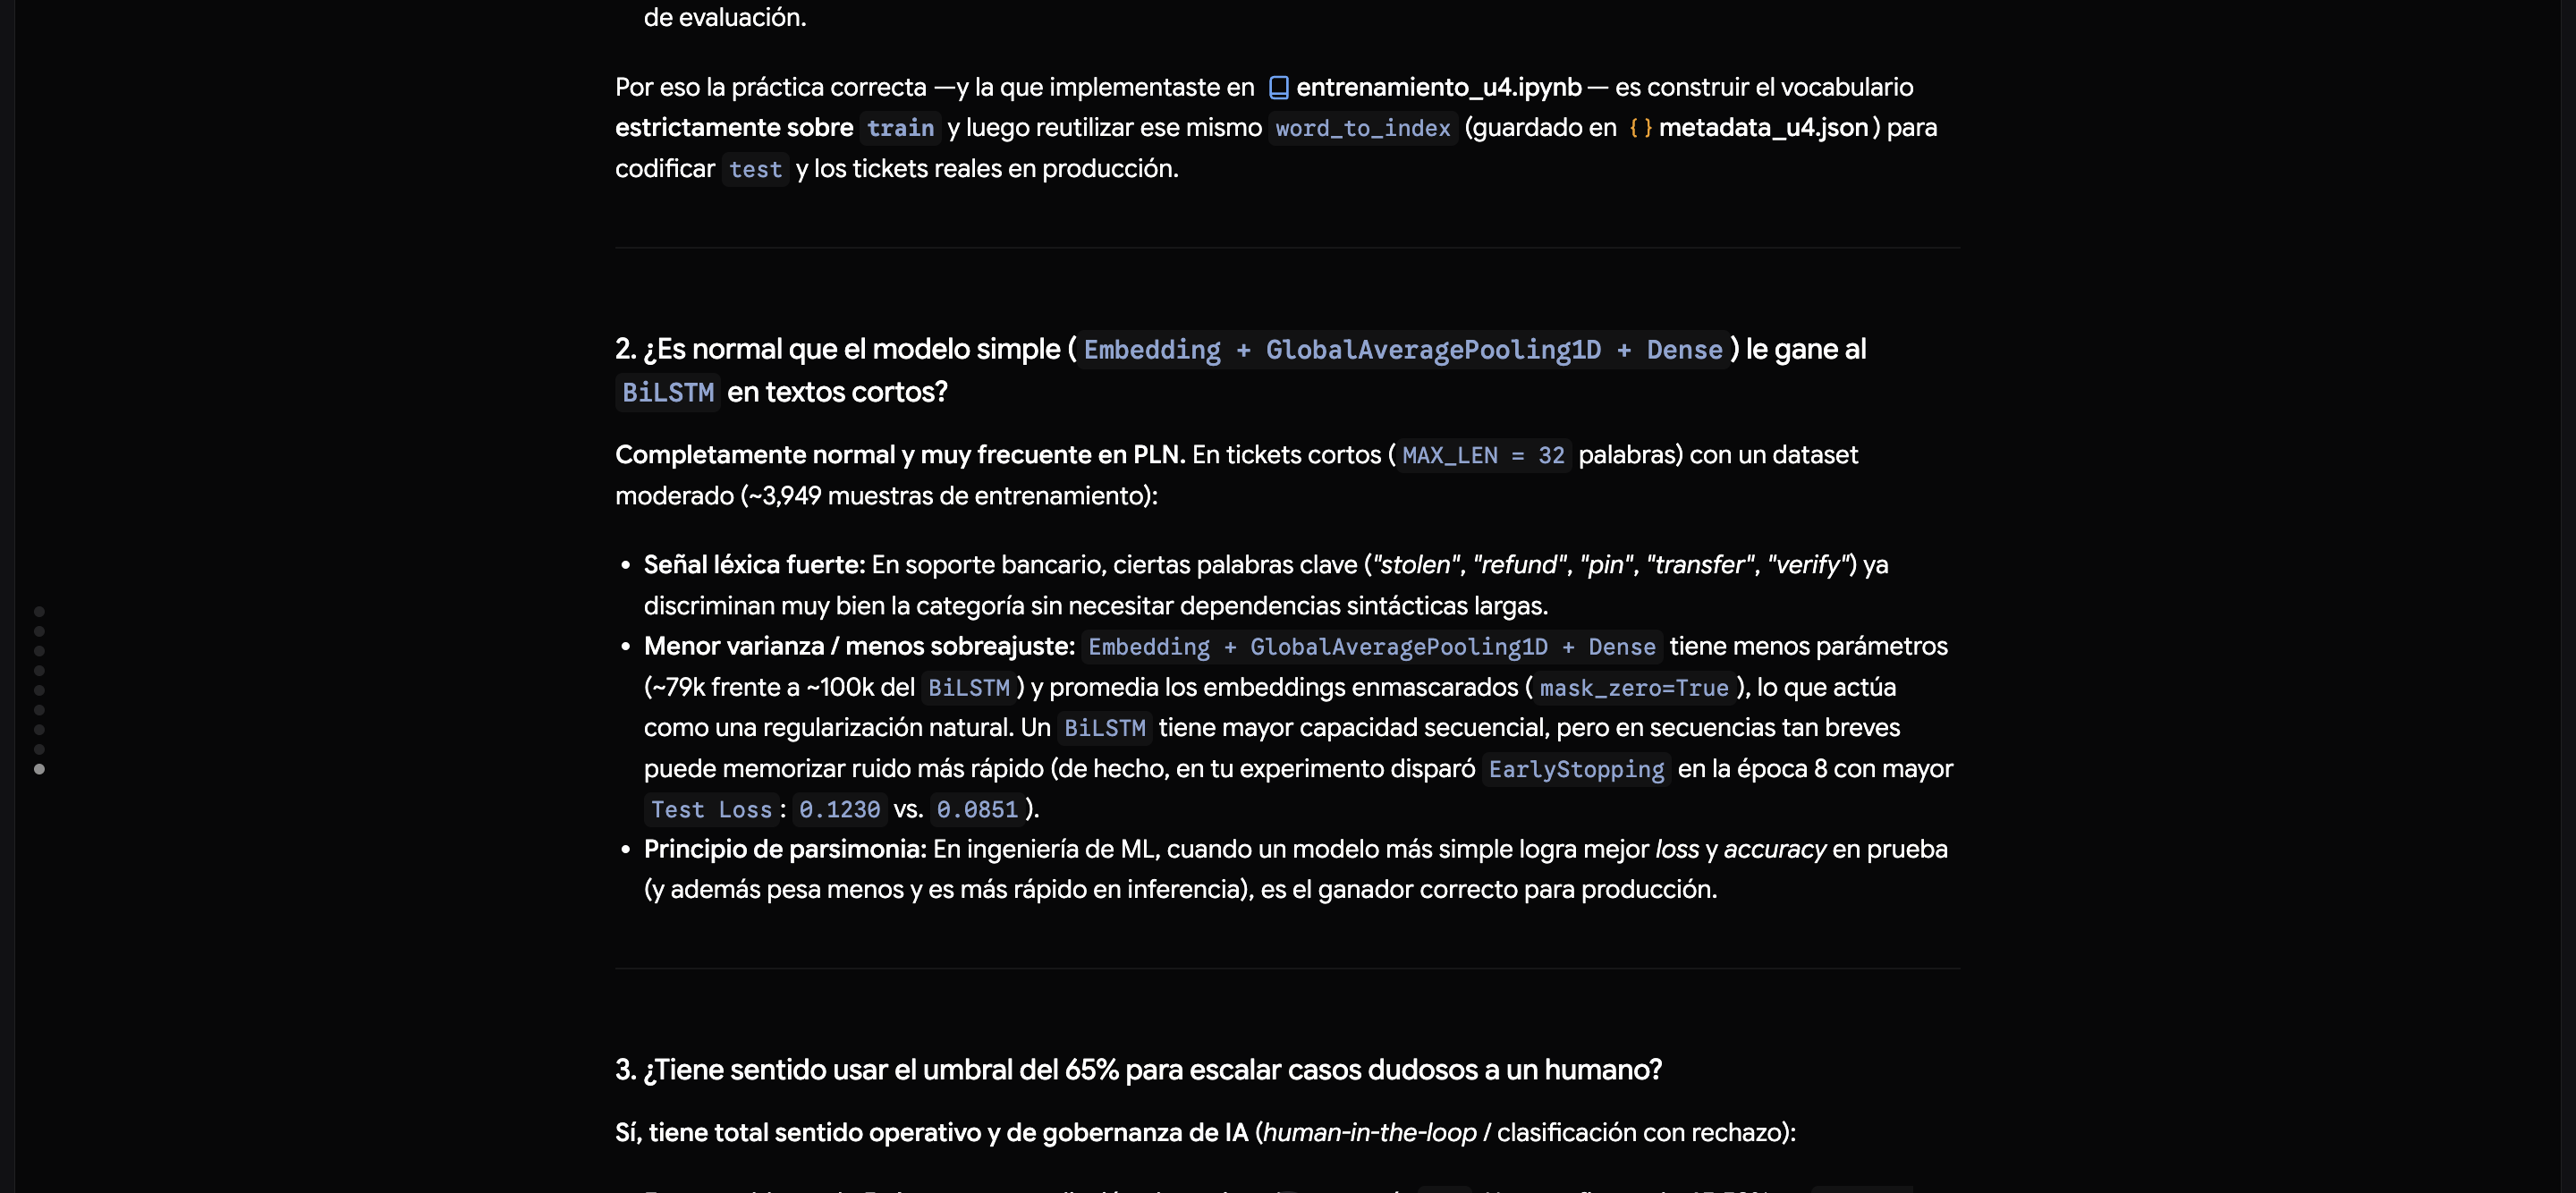 de evaluación.
Por eso la práctica correcta —y la que implementaste en entrenamiento_u4.ipynb — es construir el vocabulario
estrictamente sobre train y luego reutilizar ese mismo word_to_index (guardado en {} metadata_u4.json) para
codificar test y los tickets reales en producción.
2. ¿Es normal que el modelo simple (Embedding + GlobalAveragePooling1D + Dense) le gane al
BiLSTM en textos cortos?
Completamente normal y muy frecuente en PLN. En tickets cortos (MAX_LEN = 32 palabras) con un dataset
moderado (~3,949 muestras de entrenamiento):
• Señal léxica fuerte: En soporte bancario, ciertas palabras clave ("stolen", "refund", "pin", "transfer", "verify") ya
discriminan muy bien la categoría sin necesitar dependencias sintácticas largas.
• Menor varianza / menos sobreajuste: Embedding + GlobalAveragePooling1D + Dense tiene menos parámetros
(~79k frente a ~100k del BiLSTM) y promedia los embeddings enmascarados (mask_zero=True), lo que actúa
como una regularización natural. Un BiLSTM tiene mayor capacidad secuencial, pero en secuencias tan breves
puede memorizar ruido más rápido (de hecho, en tu experimento disparó EarlyStopping en la época 8 con mayor
Test Loss: 0.1230 vs. 0.0851).
• Principio de parsimonia: En ingeniería de ML, cuando un modelo más simple logra mejor loss y accuracy en prueba
(y además pesa menos y es más rápido en inferencia), es el ganador correcto para producción.
3. ¿Tiene sentido usar el umbral del 65% para escalar casos dudosos a un humano?
Sí, tiene total sentido operativo y de gobernanza de IA (human-in-the-loop / clasificación con rechazo):